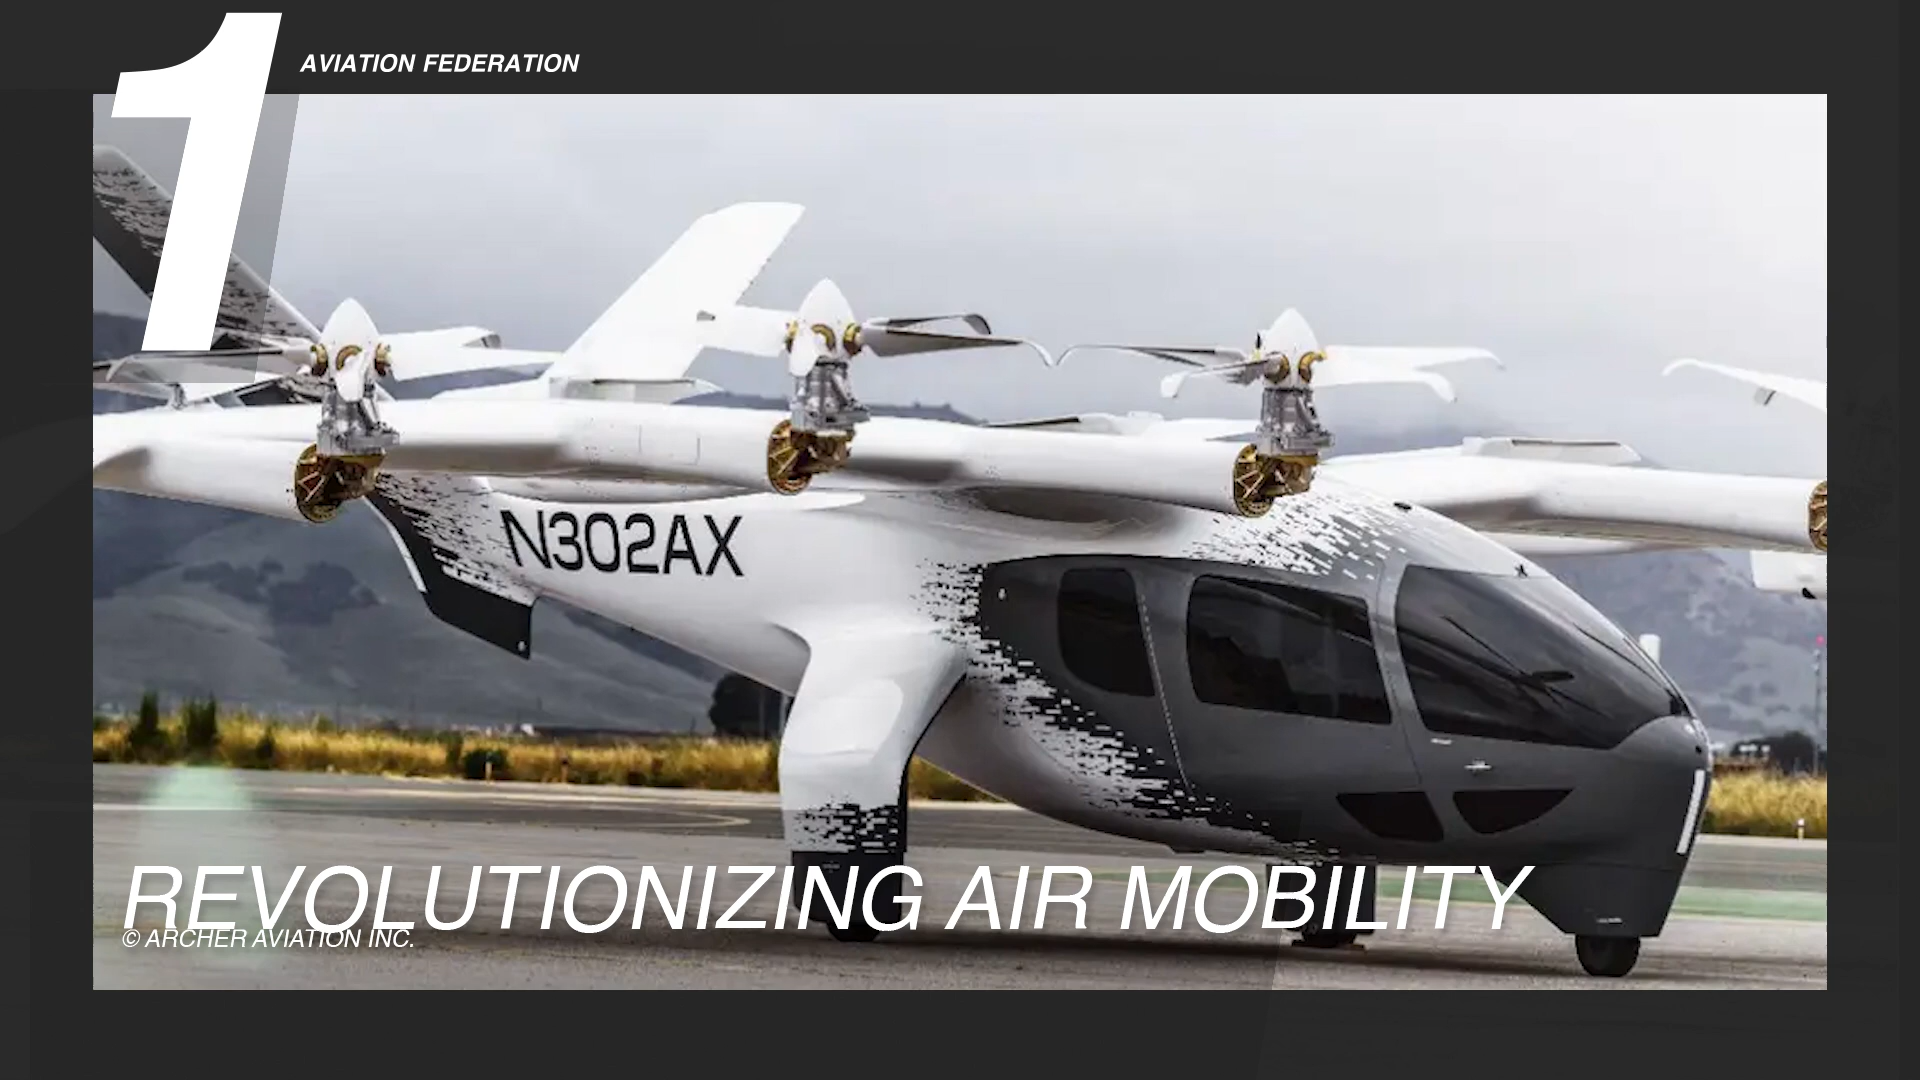 1
AVIATION FEDERATION
N302AX
REVOLUTIONIZING AIR MOBILITY
© ARCHER AVIATION INC.